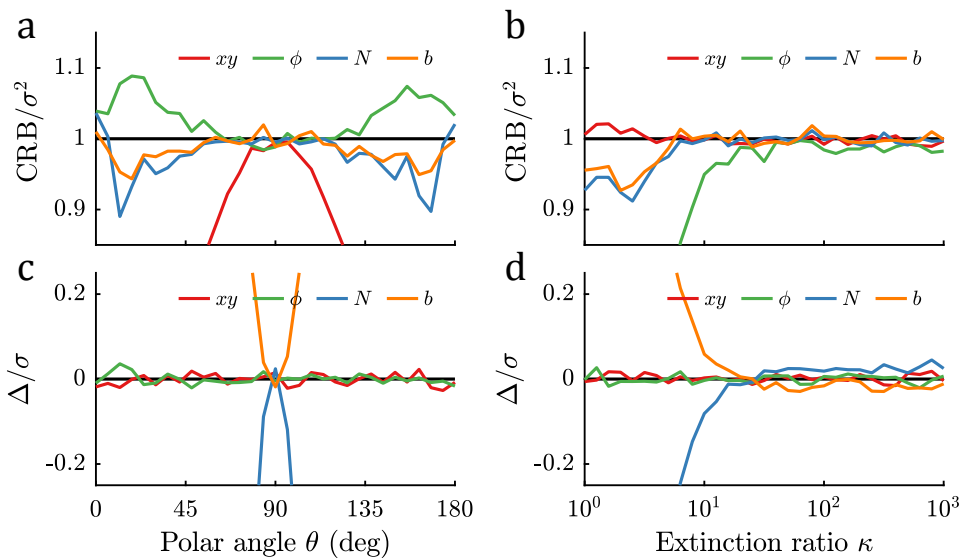 a
CRB/σ²
1.1
1
0.9
xy ϕ N b
b
CRB/σ²
1.1
1
0.9
xy ϕ N b
c
Δ/σ
0.2
0
-0.2
xy ϕ N b
0 45 90 135 180
Polar angle θ (deg)
d
Δ/σ
0.2
0
-0.2
xy ϕ N b
10⁰ 10¹ 10² 10³
Extinction ratio κ